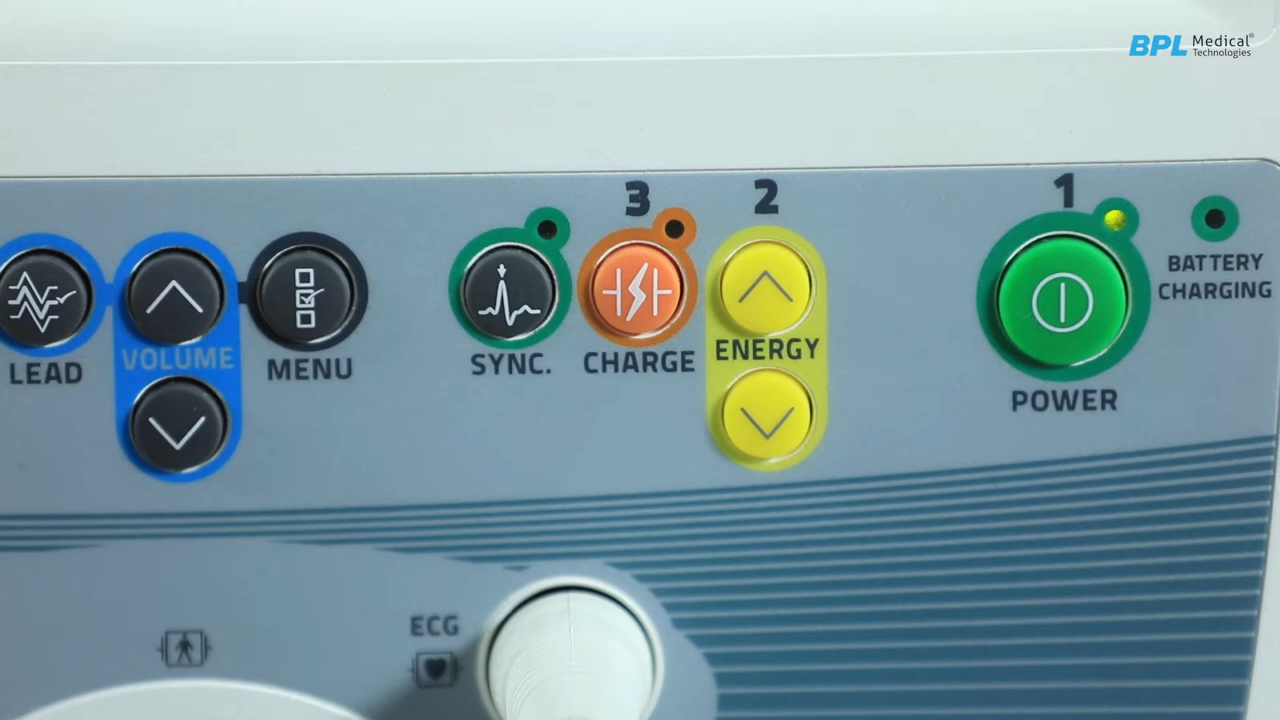 BPL Medical®
Technologies
3
2
1
LEAD
VOLUME
MENU
SYNC.
CHARGE
ENERGY
POWER
BATTERY
CHARGING
ECG